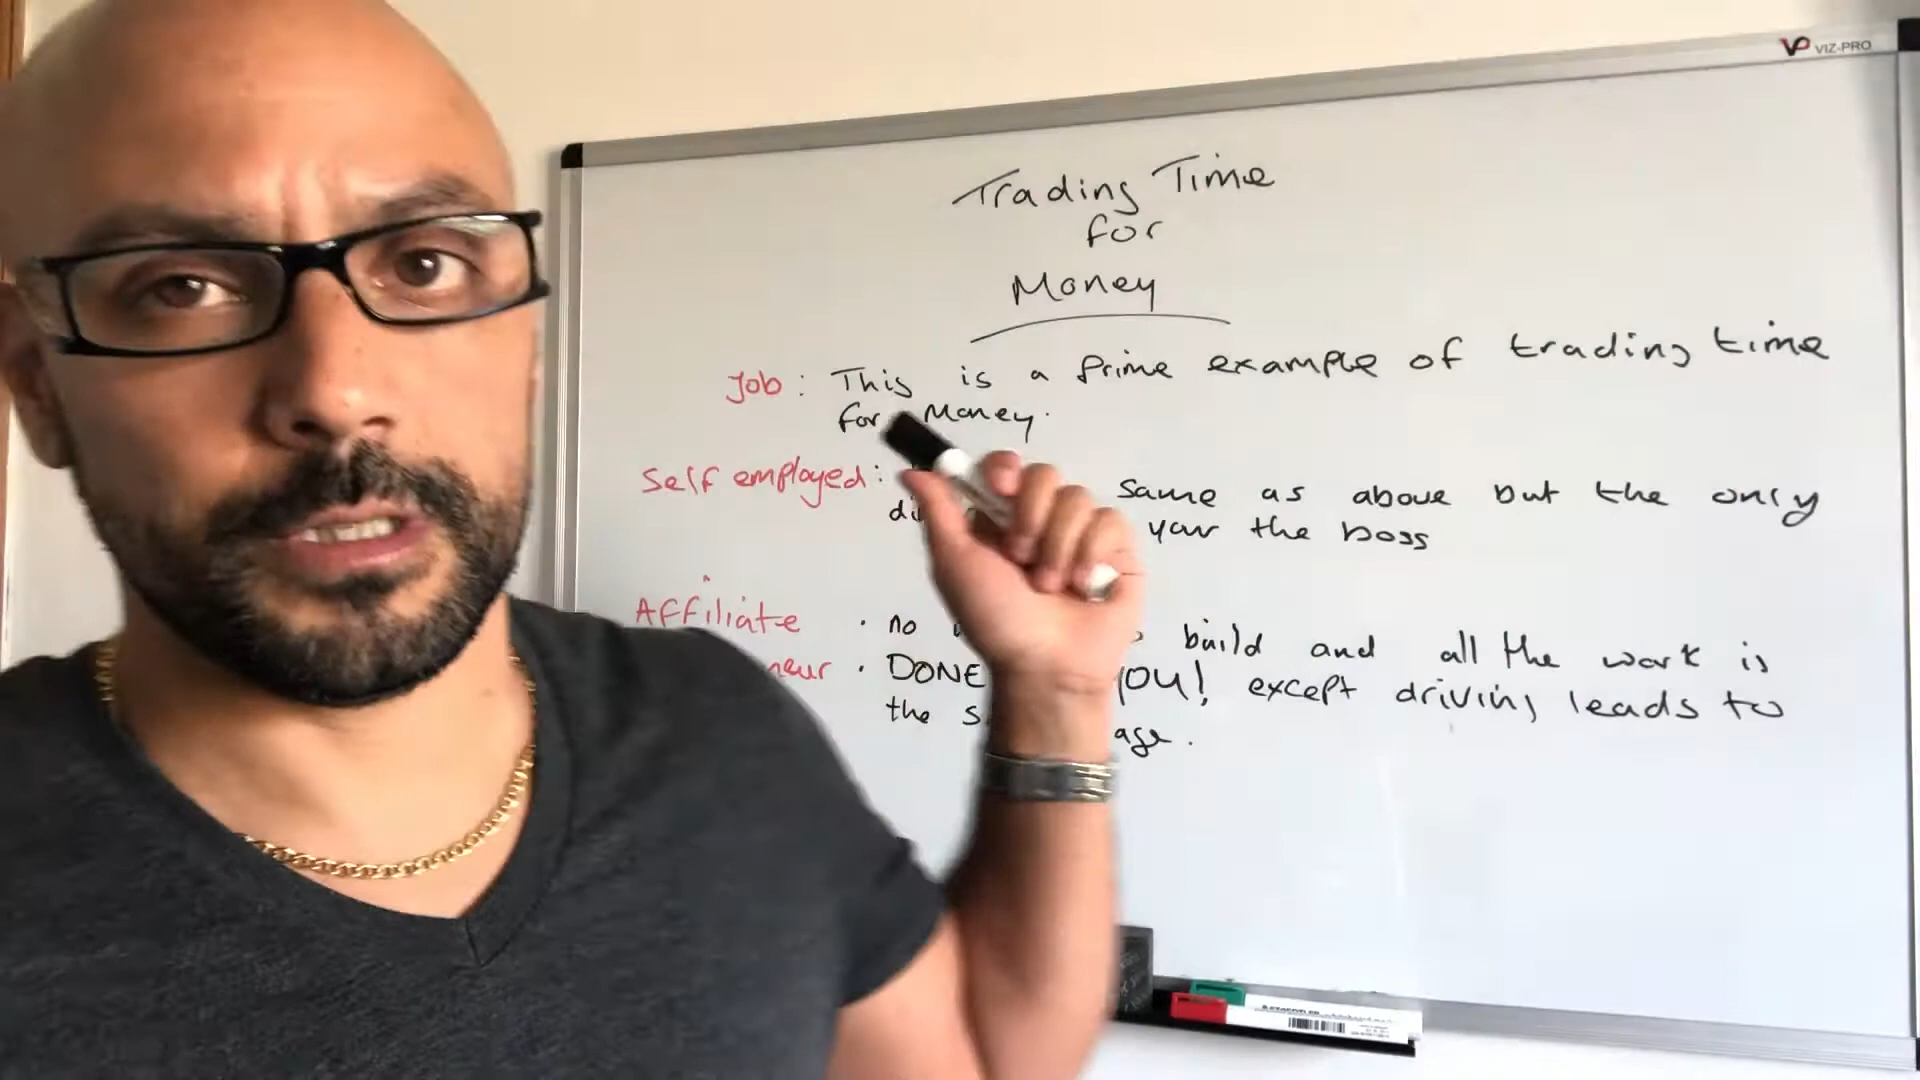 VP VIZ-PRO
Trading Time
for
Money
Job : This is a prime example of trading time
for Money.
Self employed : same as above but the only
your the boss
Affiliate · no build and all the work is
· DONE YOU! except driving leads to
the
STAEDTLER